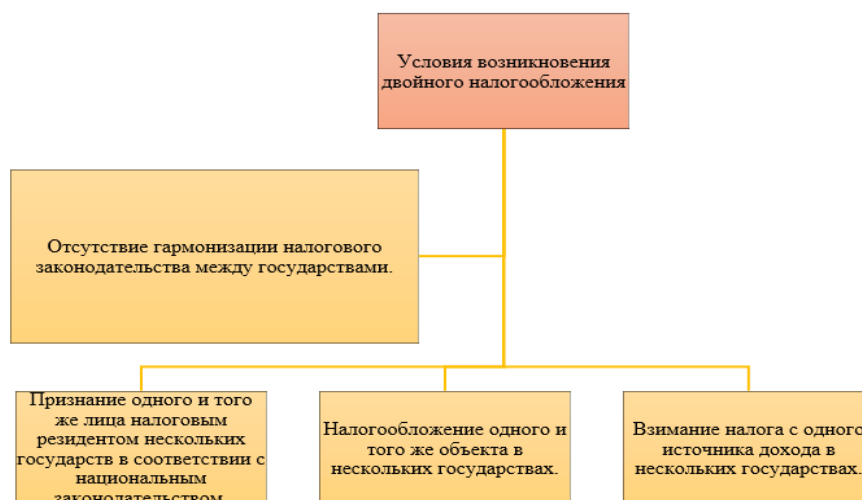 Условия возникновения
двойного налогообложения
Отсутствие гармонизации налогового
законодательства между государствами.
Признание одного и того
же лица налоговым
резидентом нескольких
государств в соответствии с
национальным
законодательством
Налогообложение одного и
того же объекта в
нескольких государствах.
Взимание налога с одного
источника дохода в
нескольких государствах.